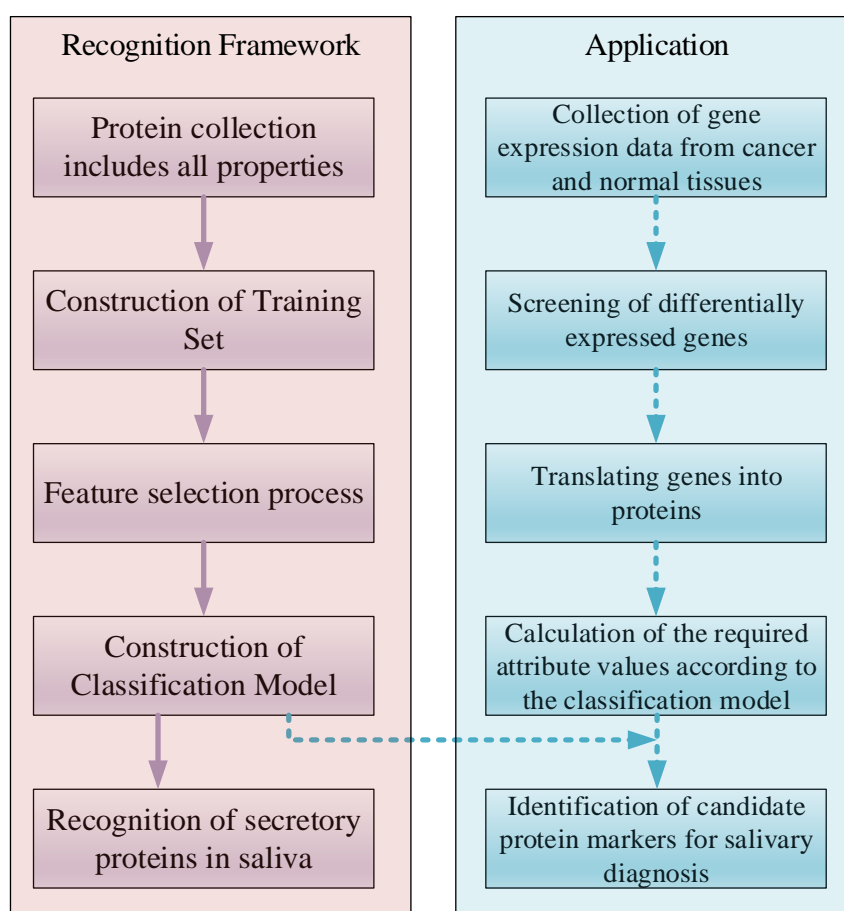 Recognition Framework
Protein collection
includes all properties
Construction of Training
Set
Feature selection process
Construction of
Classification Model
Recognition of secretory
proteins in saliva
Application
Collection of gene
expression data from cancer
and normal tissues
Screening of differentially
expressed genes
Translating genes into
proteins
Calculation of the required
attribute values according to
the classification model
Identification of candidate
protein markers for salivary
diagnosis